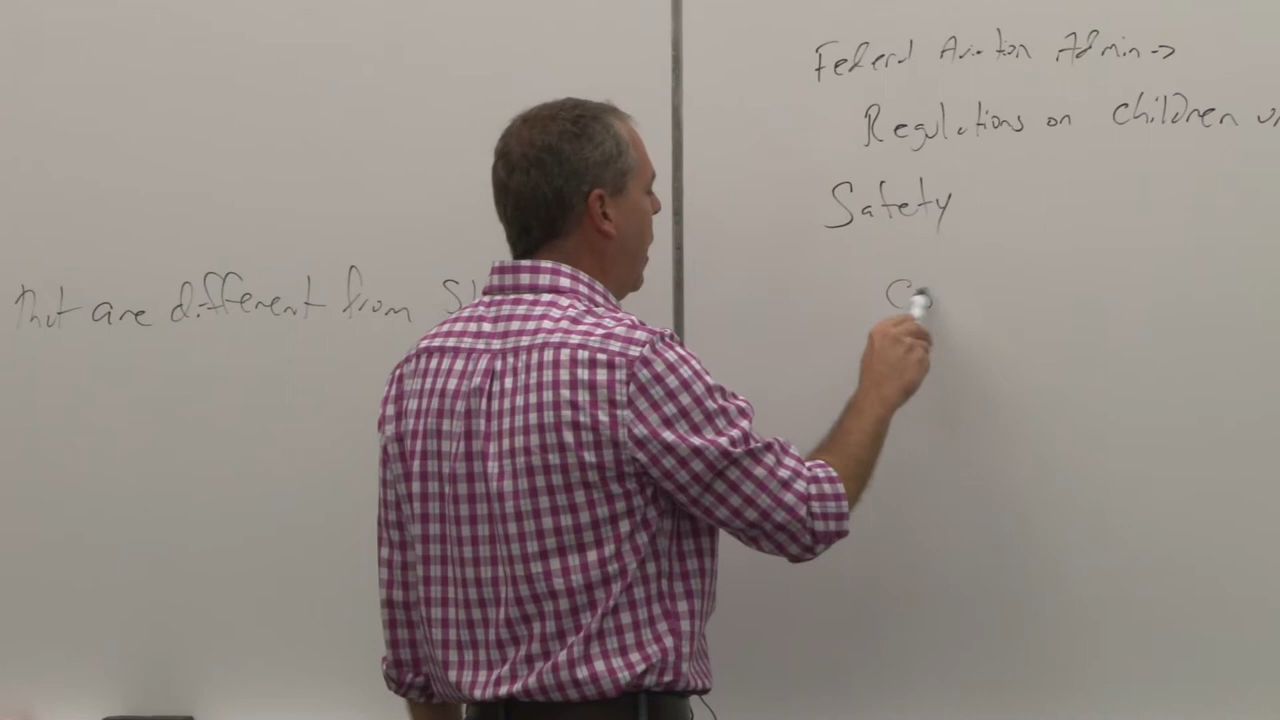 that are different from
Federal Aviation Admin →
Regulations on children
Safety